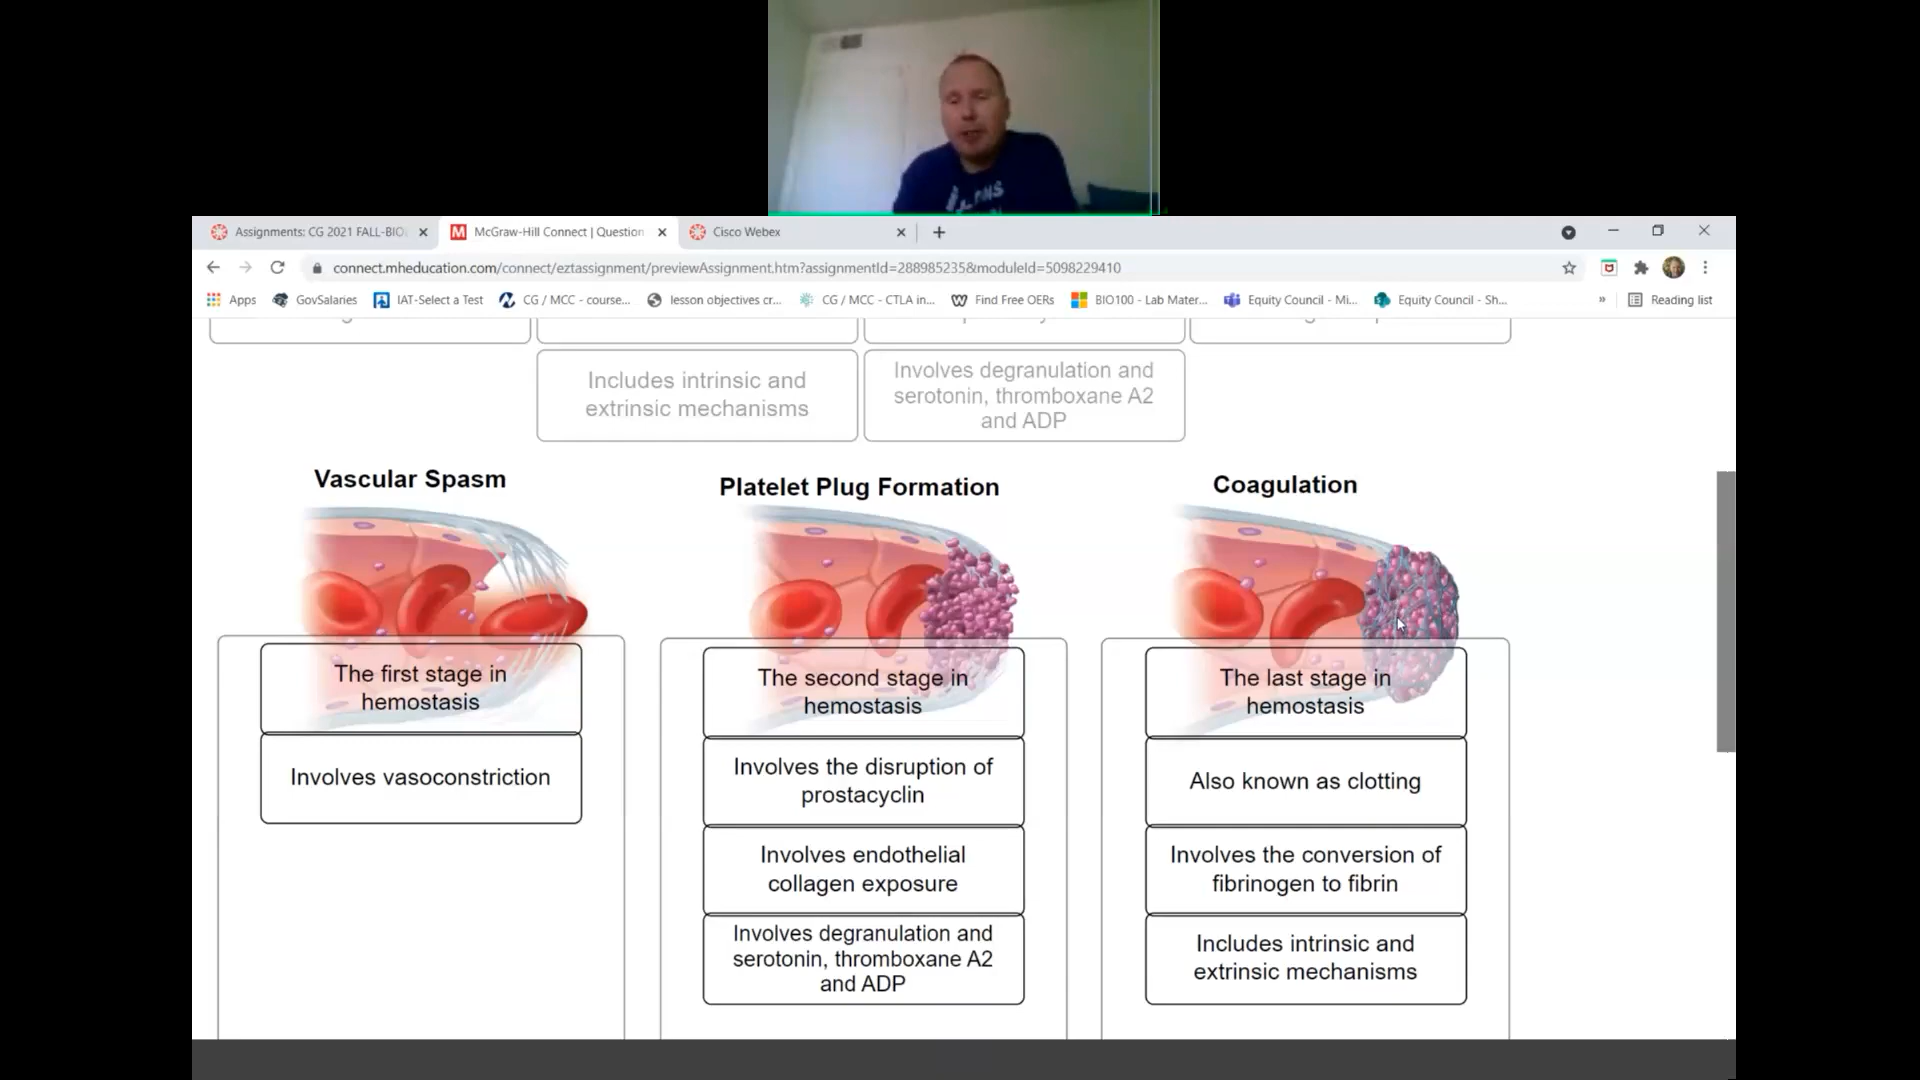 Assignments: CG 2021 FALL-BIO
McGraw-Hill Connect | Question
Cisco Webex
connect.mheducation.com/connect/eztassignment/previewAssignment.htm?assignmentId=288985235&moduleId=5098229410
Apps
GovSalaries
IAT-Select a Test
CG / MCC - course...
lesson objectives cr...
CG / MCC - CTLA in...
Find Free OERs
BIO100 - Lab Mater...
Equity Council - Mi...
Equity Council - Sh...
»
Reading list
Includes intrinsic and
extrinsic mechanisms
Involves degranulation and
serotonin, thromboxane A2
and ADP
Vascular Spasm
The first stage in
hemostasis
Involves vasoconstriction
Platelet Plug Formation
The second stage in
hemostasis
Involves the disruption of
prostacyclin
Involves endothelial
collagen exposure
Involves degranulation and
serotonin, thromboxane A2
and ADP
Coagulation
The last stage in
hemostasis
Also known as clotting
Involves the conversion of
fibrinogen to fibrin
Includes intrinsic and
extrinsic mechanisms